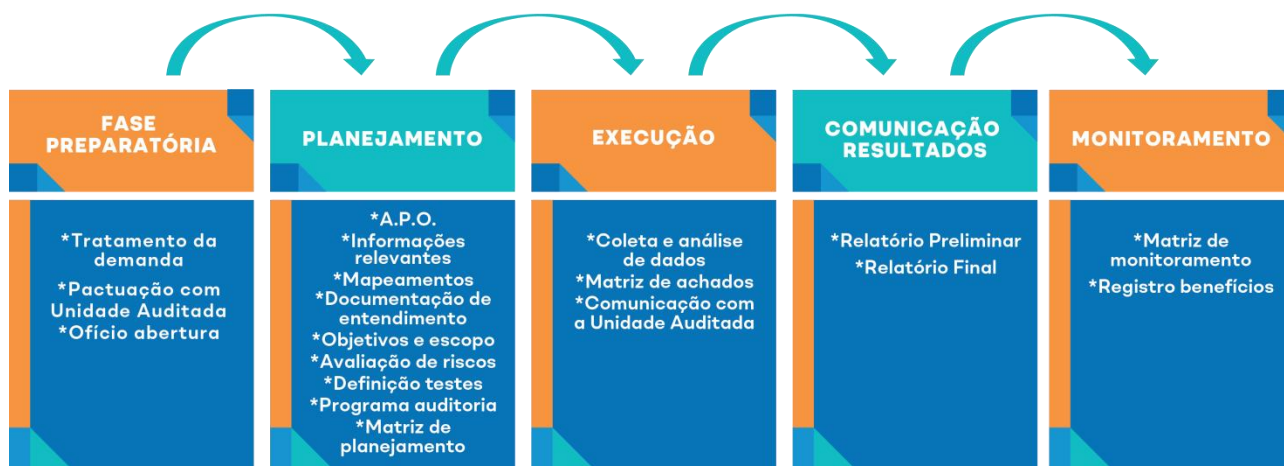 FASE
PREPARATÓRIA
*Tratamento da
demanda
*Pactuação com
Unidade Auditada
*Ofício abertura
PLANEJAMENTO
*A.P.O.
*Informações
relevantes
*Mapeamentos
*Documentação de
entendimento
*Objetivos e escopo
*Avaliação de riscos
*Definição testes
*Programa auditoria
*Matriz de
planejamento
EXECUÇÃO
*Coleta e análise
de dados
*Matriz de achados
*Comunicação com
a Unidade Auditada
COMUNICAÇÃO
RESULTADOS
*Relatório Preliminar
*Relatório Final
MONITORAMENTO
*Matriz de
monitoramento
*Registro benefícios